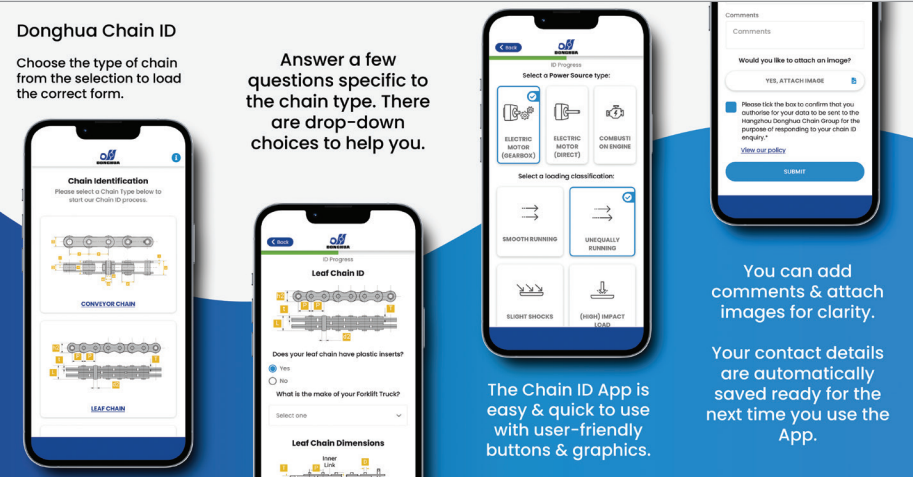 Donghua Chain ID
Choose the type of chain
from the selection to load
the correct form.
DONGHUA
Chain Identification
Please select a Chain Type below to
start our Chain ID process.
CONVEYOR CHAIN
LEAF CHAIN
Answer a few
questions specific to
the chain type. There
are drop-down
choices to help you.
Back
DONGHUA
ID Progress
Leaf Chain ID
P P
T
L
Does your leaf chain have plastic inserts?
Yes
No
What is the make of your Forklift Truck?
Select one
Leaf Chain Dimensions
Inner
Link
P
Back
DONGHUA
ID Progress
Select a Power Source type:
ELECTRIC
MOTOR
(GEARBOX)
ELECTRIC
MOTOR
(DIRECT)
COMBUSTI
ON ENGINE
Select a loading classification:
SMOOTH RUNNING
UNEQUALLY
RUNNING
SLIGHT SHOCKS
(HIGH) IMPACT
LOAD
The Chain ID App is
easy & quick to use
with user-friendly
buttons & graphics.
Comments
Comments
Would you like to attach an image?
YES, ATTACH IMAGE
Please tick the box to confirm that you
authorise for your data to be sent to the
Hangzhou Donghua Chain Group for the
purpose of responding to your chain ID
enquiry.*
View our policy
SUBMIT
You can add
comments & attach
images for clarity.
Your contact details
are automatically
saved ready for the
next time you use the
App.